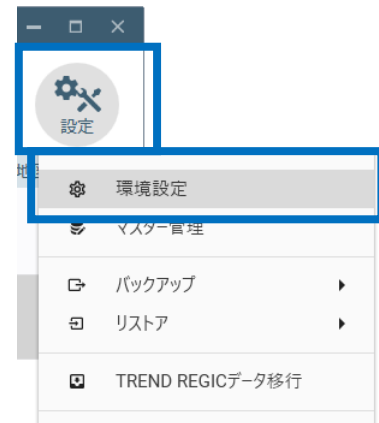 設定
地
環境設定
マスター管理
バックアップ
リストア
TREND REGICデータ移行